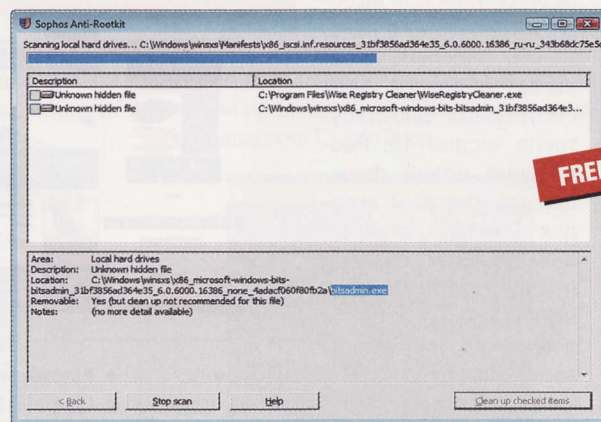 Sophos Anti-Rootkit
Scanning local hard drives... C:\Windows\winsxs\Manifests\x86_iscsi.inf.resources_31bf3856ad364e35_6.0.6000.16386_ru-ru_343b68dc75e5
Description Location
Unknown hidden file C:\Program Files\Wise Registry Cleaner\WiseRegistryCleaner.exe
Unknown hidden file C:\Windows\winsxs\x86_microsoft-windows-bits-bitsadmin_31bf3856ad364e3...
FREE
Area: Local hard drives
Description: Unknown hidden file
Location: C:\Windows\winsxs\x86_microsoft-windows-bits-
bitsadmin_31bf3856ad364e35_6.0.6000.16386_none_4adacf060f80fb2a\bitsadmin.exe
Removable: Yes (but clean up not recommended for this file)
Notes: (no more detail available)
< Back Stop scan Help Clean up checked items